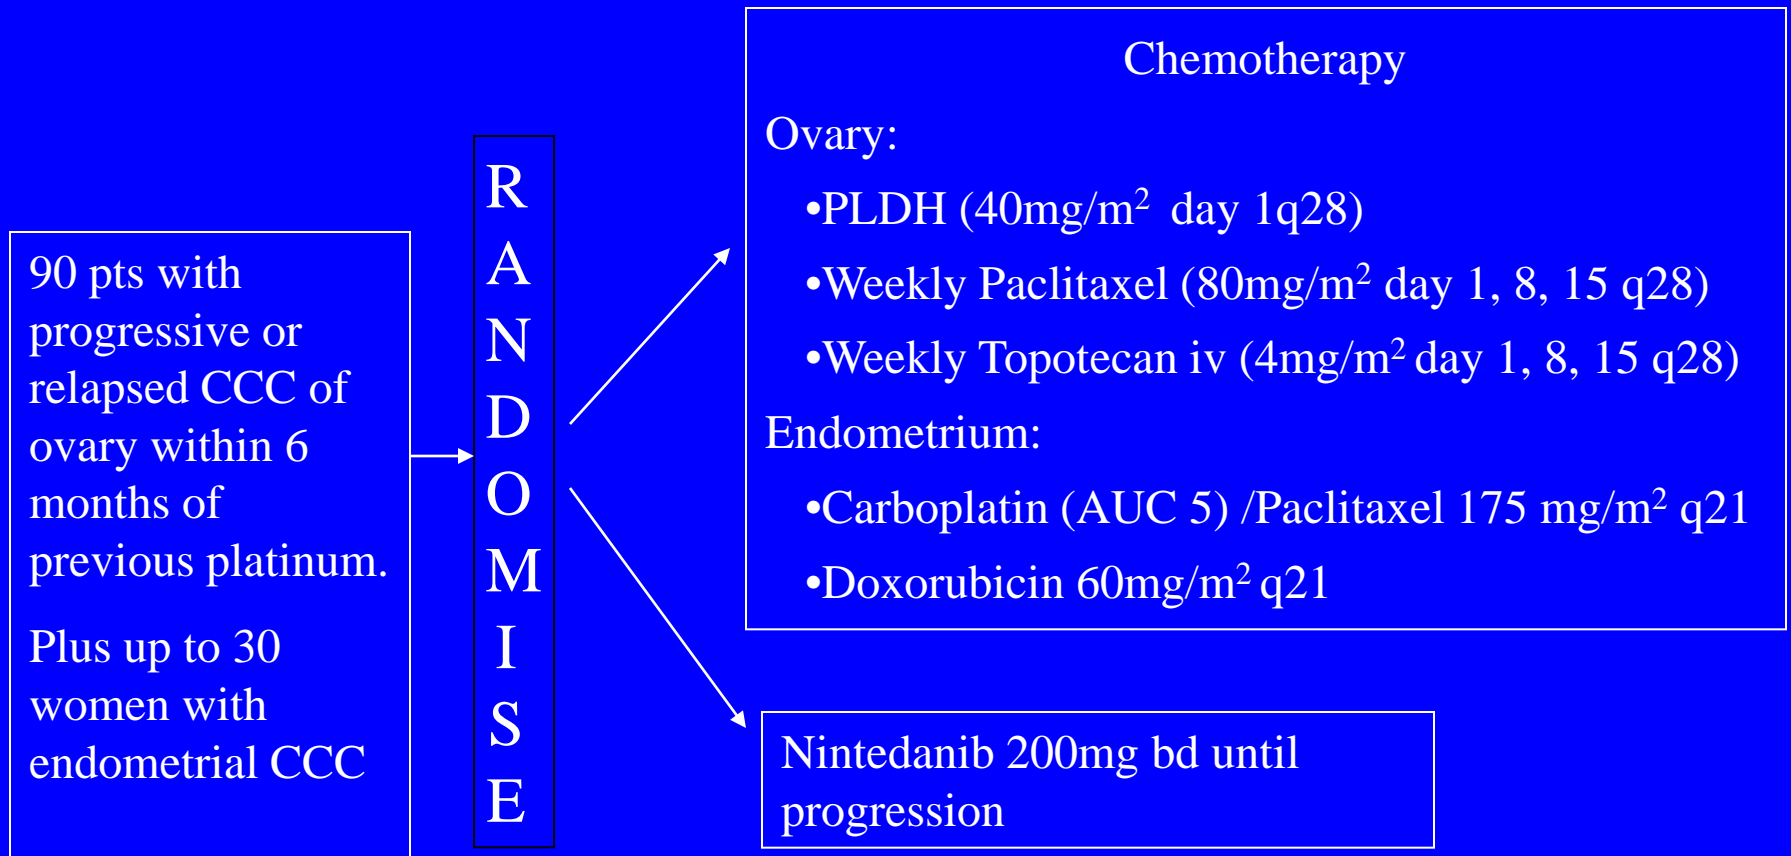 90 pts with
progressive or
relapsed CCC of
ovary within 6
months of
previous platinum.
Plus up to 30
women with
endometrial CCC
R
A
N
D
O
M
I
S
E
Chemotherapy
Ovary:
•PLDH (40mg/m² day 1q28)
•Weekly Paclitaxel (80mg/m² day 1, 8, 15 q28)
•Weekly Topotecan iv (4mg/m² day 1, 8, 15 q28)
Endometrium:
•Carboplatin (AUC 5) /Paclitaxel 175 mg/m² q21
•Doxorubicin 60mg/m² q21
Nintedanib 200mg bd until
progression